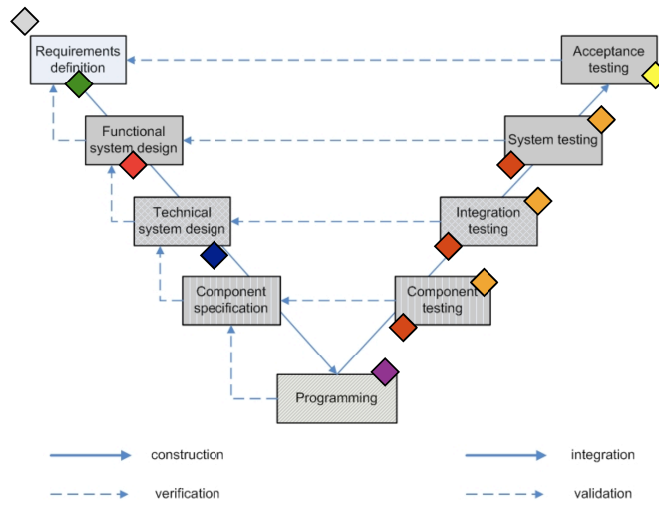 Requirements
definition
Acceptance
testing
Functional
system design
System testing
Technical
system design
Integration
testing
Component
specification
Component
testing
Programming
construction
integration
verification
validation